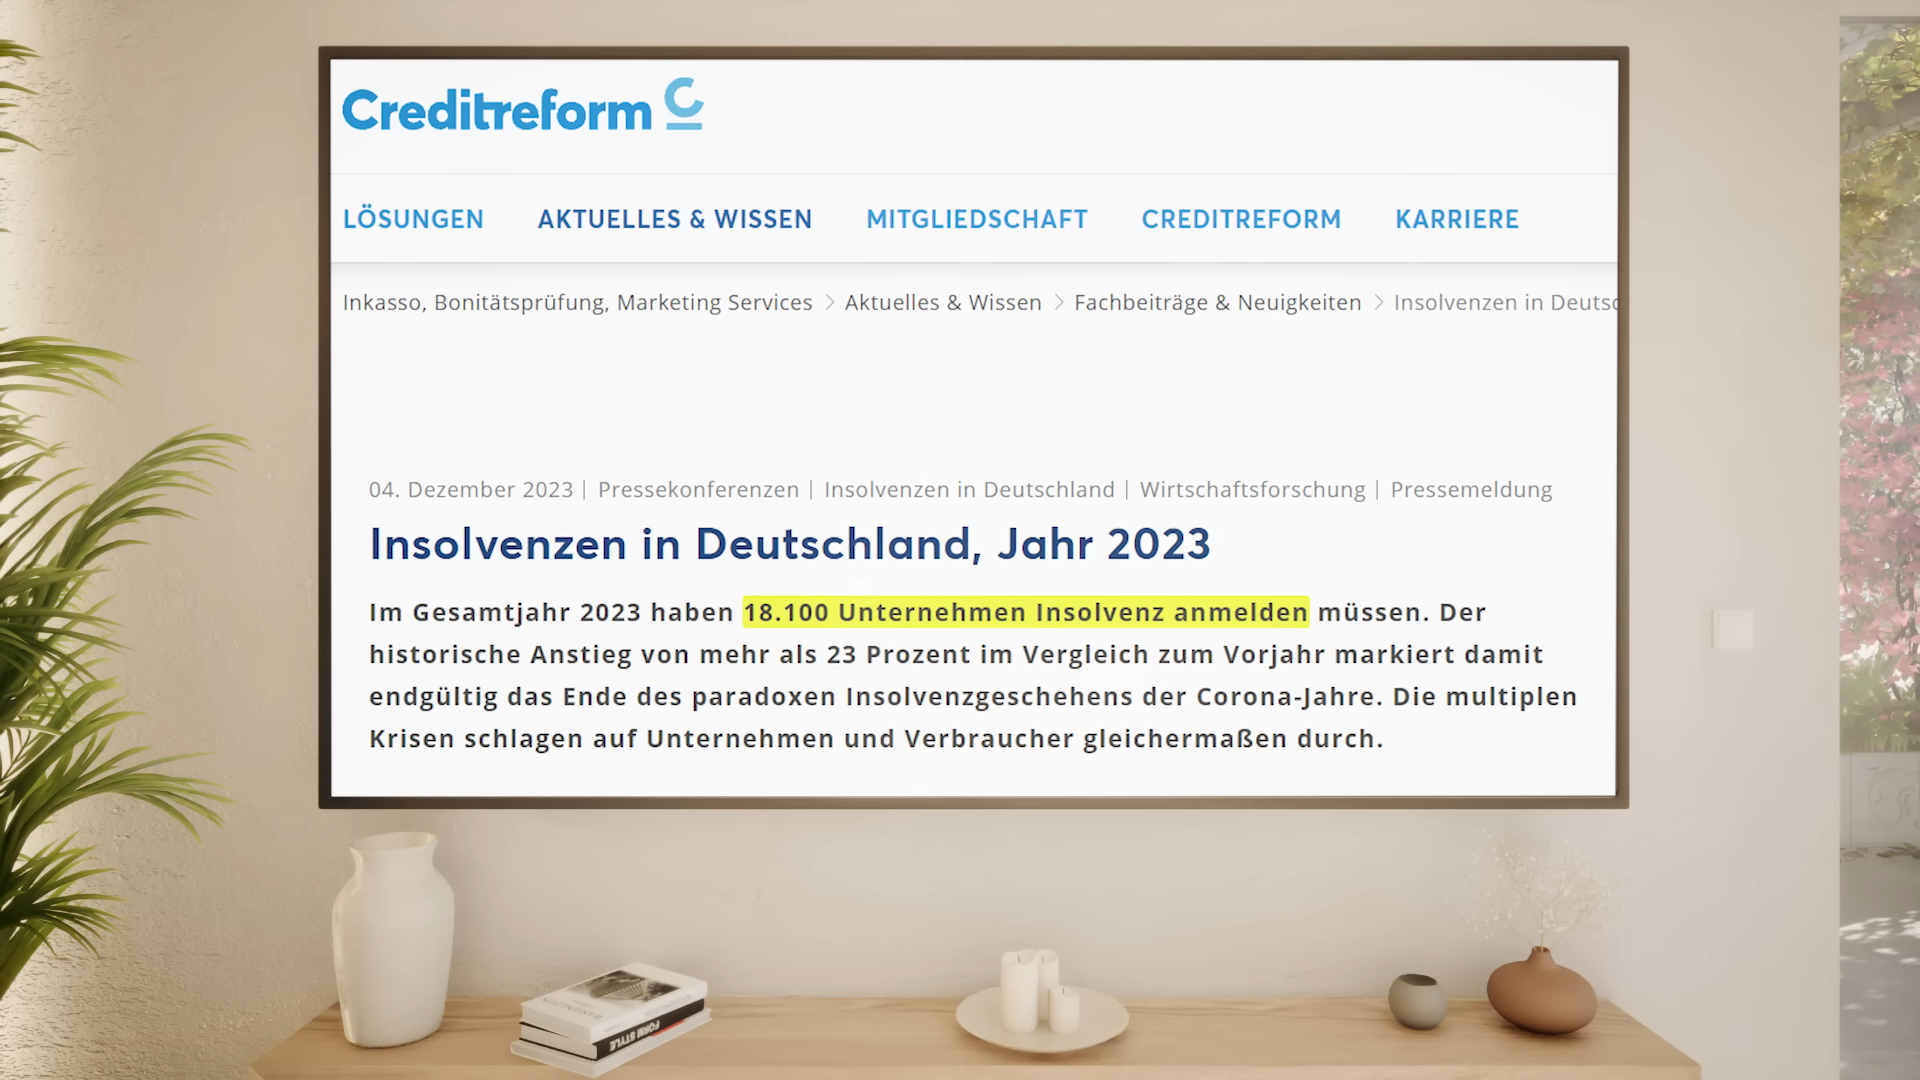 Creditreform C
LÖSUNGEN AKTUELLES & WISSEN MITGLIEDSCHAFT CREDITREFORM KARRIERE
Inkasso, Bonitätsprüfung, Marketing Services > Aktuelles & Wissen > Fachbeiträge & Neuigkeiten > Insolvenzen in Deutsc
04. Dezember 2023 | Pressekonferenzen | Insolvenzen in Deutschland | Wirtschaftsforschung | Pressemeldung
Insolvenzen in Deutschland, Jahr 2023
Im Gesamtjahr 2023 haben 18.100 Unternehmen Insolvenz anmelden müssen. Der
historische Anstieg von mehr als 23 Prozent im Vergleich zum Vorjahr markiert damit
endgültig das Ende des paradoxen Insolvenzgeschehens der Corona-Jahre. Die multiplen
Krisen schlagen auf Unternehmen und Verbraucher gleichermaßen durch.
FORM STYLE